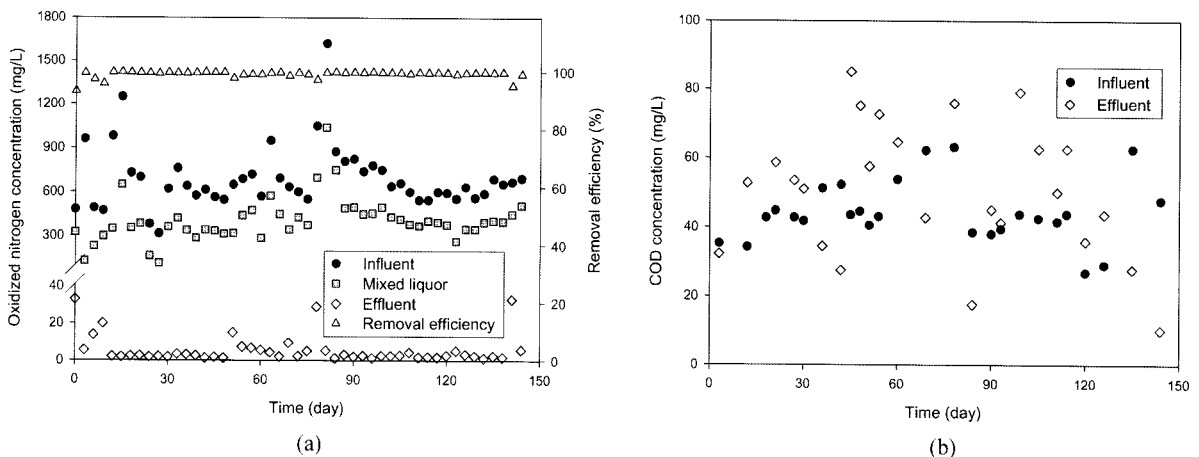 1800
1500
1200
900
600
300
40
20
0
Oxidized nitrogen concentration (mg/L)
100
80
60
40
20
0
Removal efficiency (%)
Influent
Mixed liquor
Effluent
Removal efficiency
0
30
60
90
120
150
Time (day)
(a)
100
80
60
40
20
0
COD concentration (mg/L)
Influent
Effluent
0
30
60
90
120
150
Time (day)
(b)